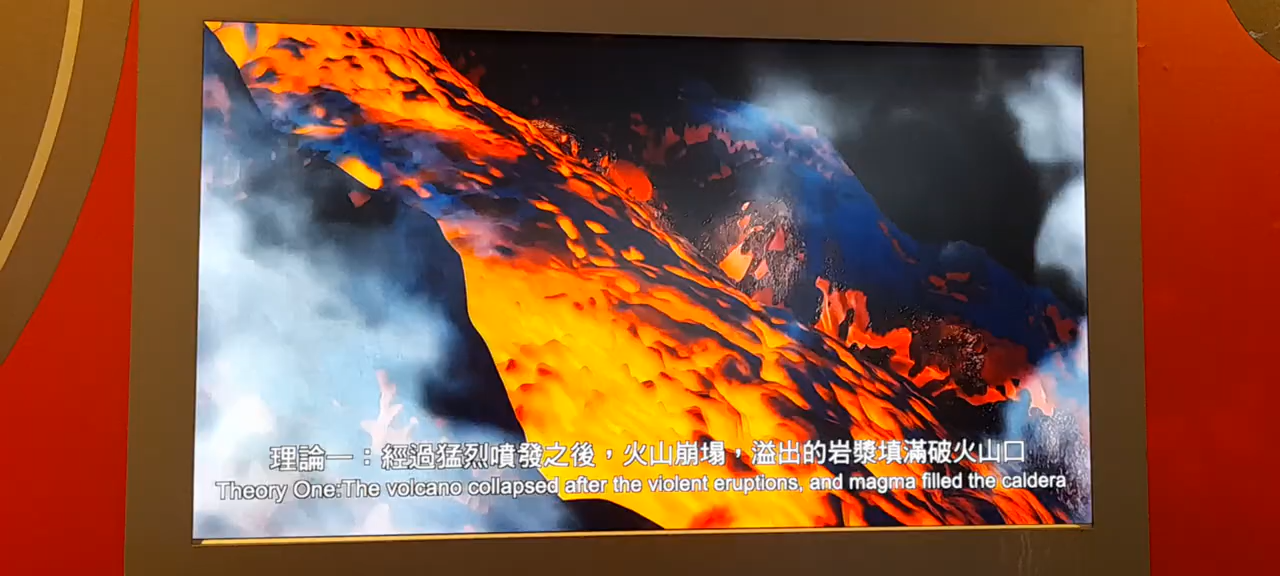 理論一：經過猛烈噴發之後，火山崩塌，溢出的岩漿填滿破火山口
Theory One:The volcano collapsed after the violent eruptions, and magma filled the caldera